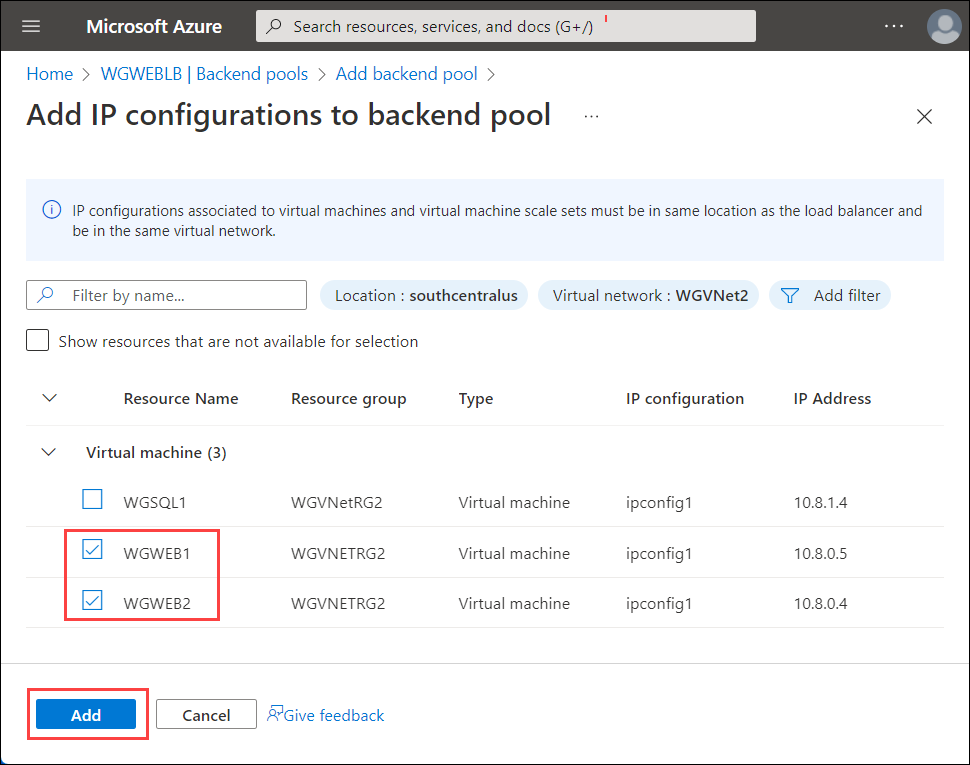 Microsoft Azure
Search resources, services, and docs (G+/)
Home > WGWEBLB | Backend pools > Add backend pool >
Add IP configurations to backend pool ...
IP configurations associated to virtual machines and virtual machine scale sets must be in same location as the load balancer and
be in the same virtual network.
Filter by name... Location : southcentralus Virtual network : WGVNet2 Add filter
Show resources that are not available for selection
Resource Name Resource group Type IP configuration IP Address
Virtual machine (3)
WGSQL1 WGVNetRG2 Virtual machine ipconfig1 10.8.1.4
WGWEB1 WGVNETRG2 Virtual machine ipconfig1 10.8.0.5
WGWEB2 WGVNETRG2 Virtual machine ipconfig1 10.8.0.4
Add Cancel Give feedback